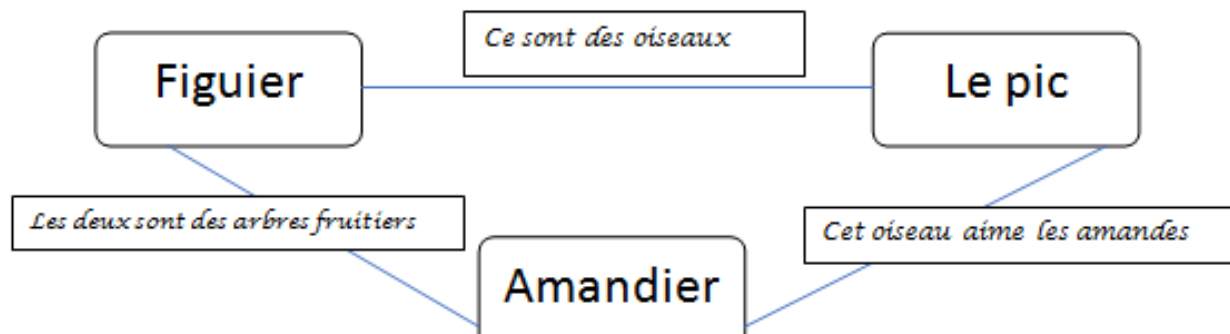 Ce sont des oiseaux
Figuier
Le pic
Les deux sont des arbres fruitiers
Cet oiseau aime les amandes
Amandier